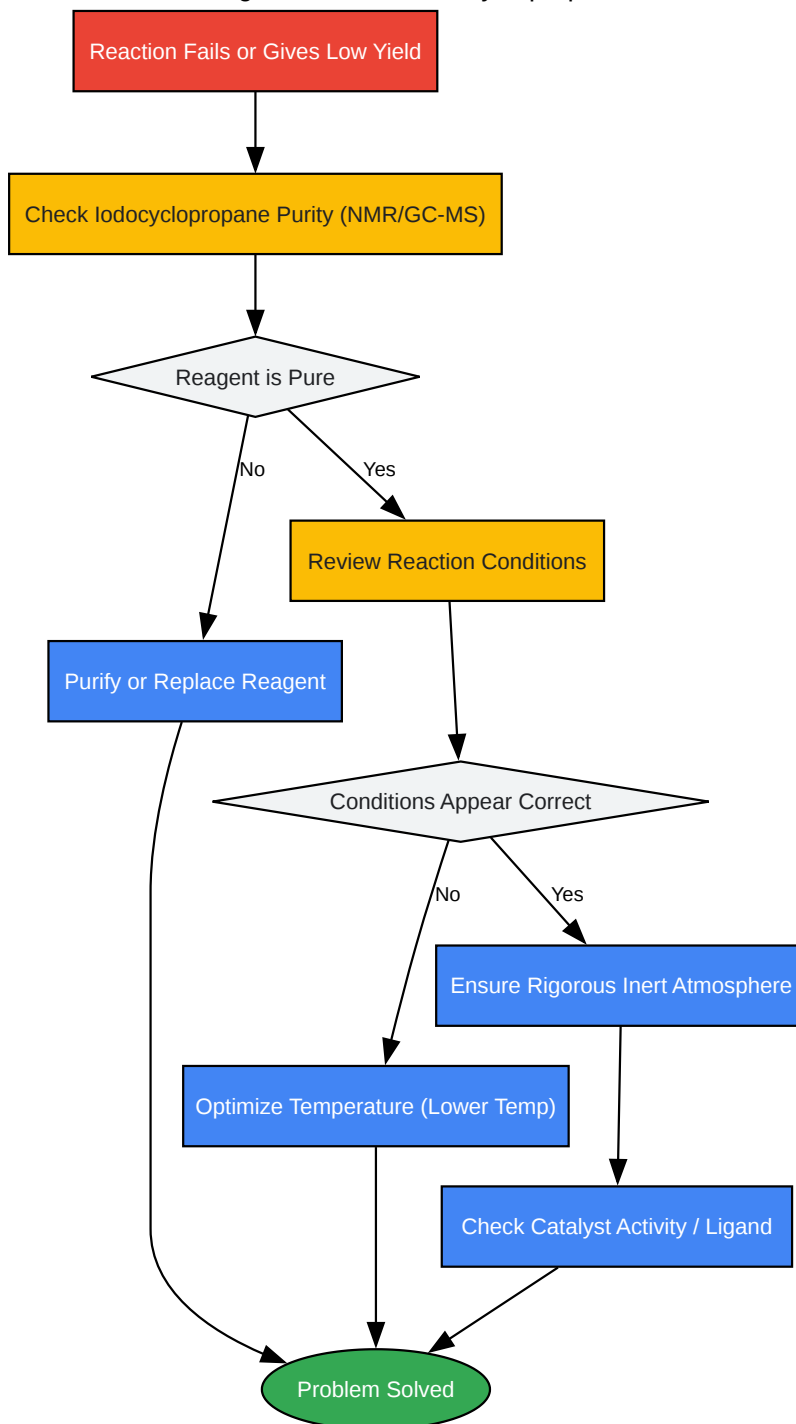 Reaction Fails or Gives Low Yield
Check Iodocyclopropane Purity (NMR/GC-MS)
Reagent is Pure
No
Yes
Review Reaction Conditions
Purify or Replace Reagent
Conditions Appear Correct
No
Yes
Ensure Rigorous Inert Atmosphere
Optimize Temperature (Lower Temp)
Check Catalyst Activity / Ligand
Problem Solved